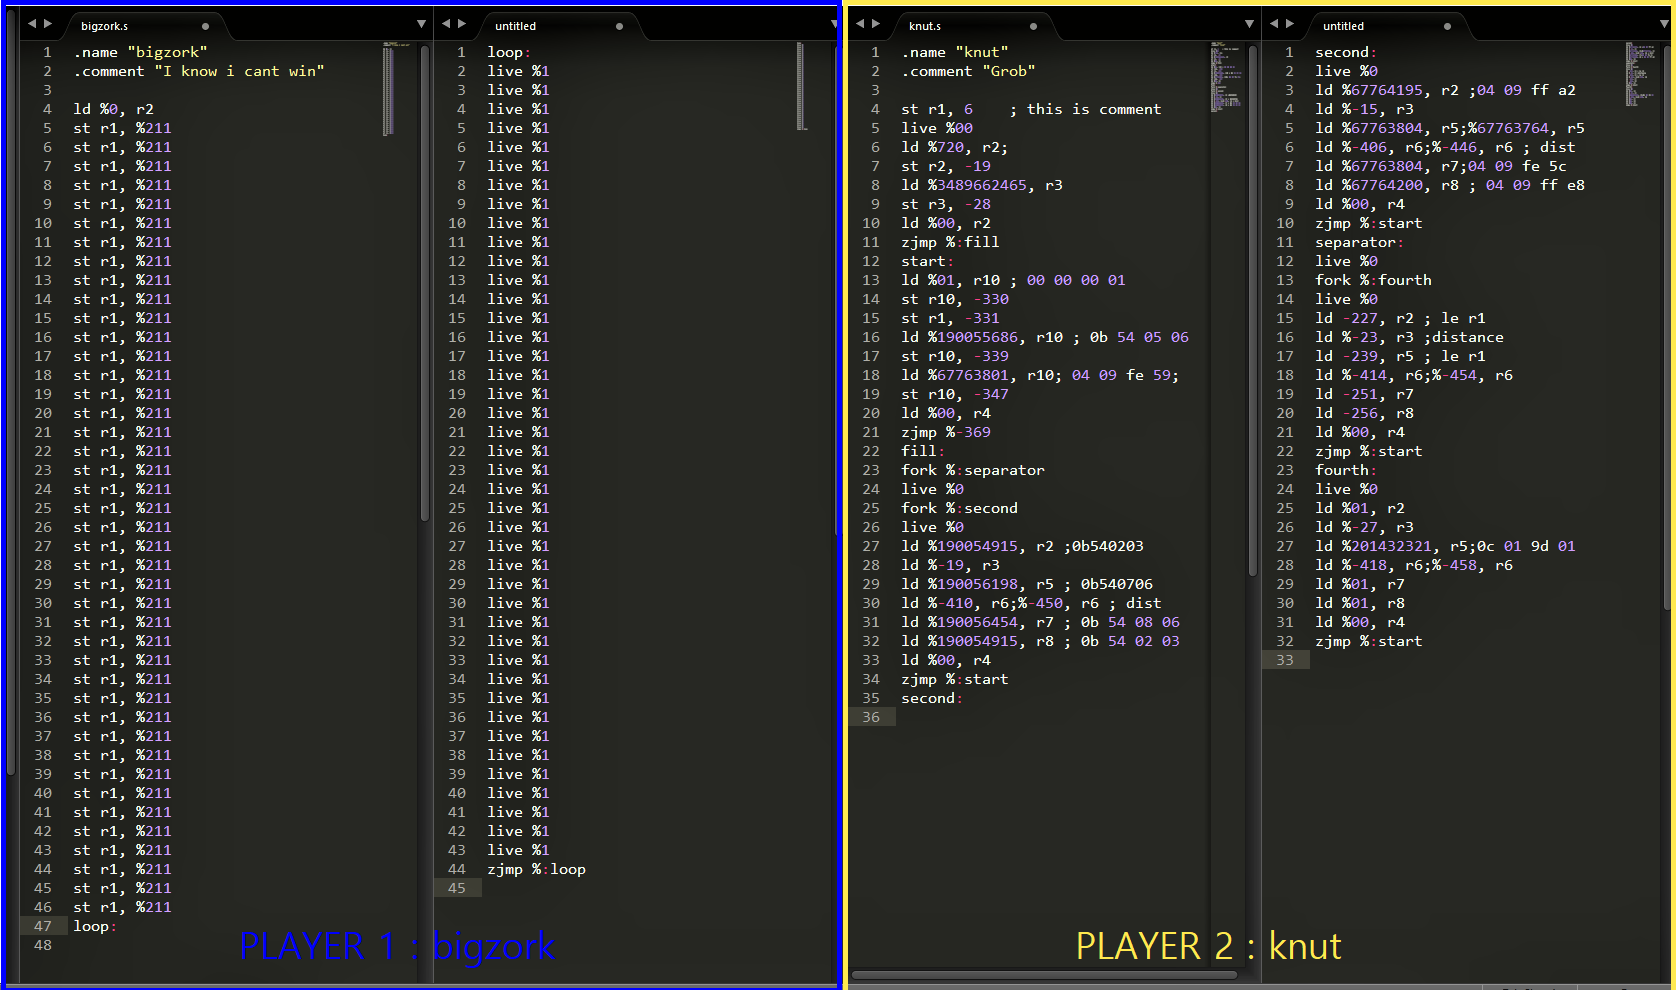 bigzork.s
1 .name "bigzork"
2 .comment "I know i cant win"
3
4 ld %0, r2
5 st r1, %211
6 st r1, %211
7 st r1, %211
8 st r1, %211
9 st r1, %211
10 st r1, %211
11 st r1, %211
12 st r1, %211
13 st r1, %211
14 st r1, %211
15 st r1, %211
16 st r1, %211
17 st r1, %211
18 st r1, %211
19 st r1, %211
20 st r1, %211
21 st r1, %211
22 st r1, %211
23 st r1, %211
24 st r1, %211
25 st r1, %211
26 st r1, %211
27 st r1, %211
28 st r1, %211
29 st r1, %211
30 st r1, %211
31 st r1, %211
32 st r1, %211
33 st r1, %211
34 st r1, %211
35 st r1, %211
36 st r1, %211
37 st r1, %211
38 st r1, %211
39 st r1, %211
40 st r1, %211
41 st r1, %211
42 st r1, %211
43 st r1, %211
44 st r1, %211
45 st r1, %211
46 st r1, %211
47 loop:
48
untitled
1 loop:
2 live %1
3 live %1
4 live %1
5 live %1
6 live %1
7 live %1
8 live %1
9 live %1
10 live %1
11 live %1
12 live %1
13 live %1
14 live %1
15 live %1
16 live %1
17 live %1
18 live %1
19 live %1
20 live %1
21 live %1
22 live %1
23 live %1
24 live %1
25 live %1
26 live %1
27 live %1
28 live %1
29 live %1
30 live %1
31 live %1
32 live %1
33 live %1
34 live %1
35 live %1
36 live %1
37 live %1
38 live %1
39 live %1
40 live %1
41 live %1
42 live %1
43 live %1
44 zjmp %:loop
45
PLAYER 1 : bigzork
knut.s
1 .name "knut"
2 .comment "Grob"
3
4 st r1, 6    ; this is comment
5 live %00
6 ld %720, r2;
7 st r2, -19
8 ld %3489662465, r3
9 st r3, -28
10 ld %00, r2
11 zjmp %:fill
12 start:
13 ld %01, r10 ; 00 00 00 01
14 st r10, -330
15 st r1, -331
16 ld %190055686, r10 ; 0b 54 05 06
17 st r10, -339
18 ld %67763801, r10; 04 09 fe 59;
19 st r10, -347
20 ld %00, r4
21 zjmp %-369
22 fill:
23 fork %:separator
24 live %0
25 fork %:second
26 live %0
27 ld %190054915, r2 ;0b540203
28 ld %-19, r3
29 ld %190056198, r5 ; 0b540706
30 ld %-410, r6;%-450, r6 ; dist
31 ld %190056454, r7 ; 0b 54 08 06
32 ld %190054915, r8 ; 0b 54 02 03
33 ld %00, r4
34 zjmp %:start
35 second:
36
untitled
1 second:
2 live %0
3 ld %67764195, r2 ;04 09 ff a2
4 ld %-15, r3
5 ld %67763804, r5;%67763764, r5
6 ld %-406, r6;%-446, r6 ; dist
7 ld %67763804, r7;04 09 fe 5c
8 ld %67764200, r8 ; 04 09 ff e8
9 ld %00, r4
10 zjmp %:start
11 separator:
12 live %0
13 fork %:fourth
14 live %0
15 ld -227, r2 ; le r1
16 ld %-23, r3 ;distance
17 ld -239, r5 ; le r1
18 ld %-414, r6;%-454, r6
19 ld -251, r7
20 ld -256, r8
21 ld %00, r4
22 zjmp %:start
23 fourth:
24 live %0
25 ld %01, r2
26 ld %-27, r3
27 ld %201432321, r5;0c 01 9d 01
28 ld %-418, r6;%-458, r6
29 ld %01, r7
30 ld %01, r8
31 ld %00, r4
32 zjmp %:start
33
PLAYER 2 : knut